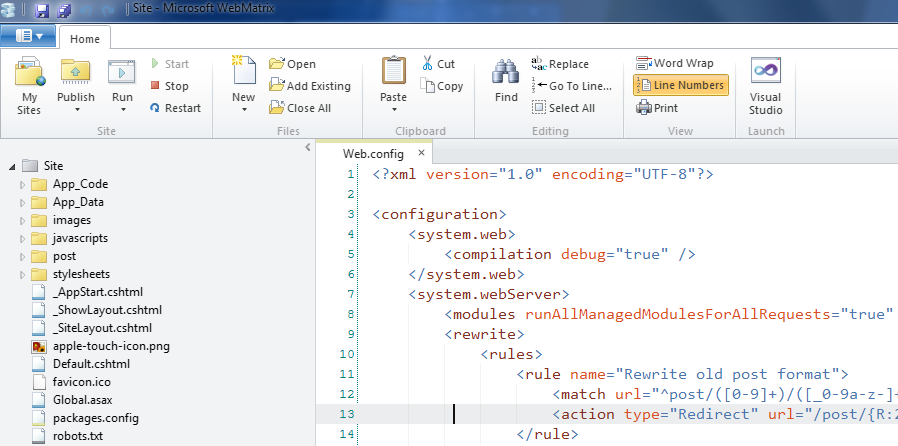 Site - Microsoft WebMatrix
Home
My Sites
Publish
Run
Start
Stop
Restart
Site
New
Open
Add Existing
Close All
Files
Paste
Cut
Copy
Clipboard
Find
Replace
Go To Line...
Select All
Editing
Word Wrap
Line Numbers
Print
View
Visual Studio
Launch
Site
App_Code
App_Data
images
javascripts
post
stylesheets
_AppStart.cshtml
_ShowLayout.cshtml
_SiteLayout.cshtml
apple-touch-icon.png
Default.cshtml
favicon.ico
Global.asax
packages.config
robots.txt
Web.config ×
1 <?xml version="1.0" encoding="UTF-8"?>
2
3 <configuration>
4 <system.web>
5 <compilation debug="true" />
6 </system.web>
7 <system.webServer>
8 <modules runAllManagedModulesForAllRequests="true"
9 <rewrite>
10 <rules>
11 <rule name="Rewrite old post format">
12 <match url="^post/([0-9]+)/([_0-9a-z-]+
13 <action type="Redirect" url="/post/{R:2
14 </rule>